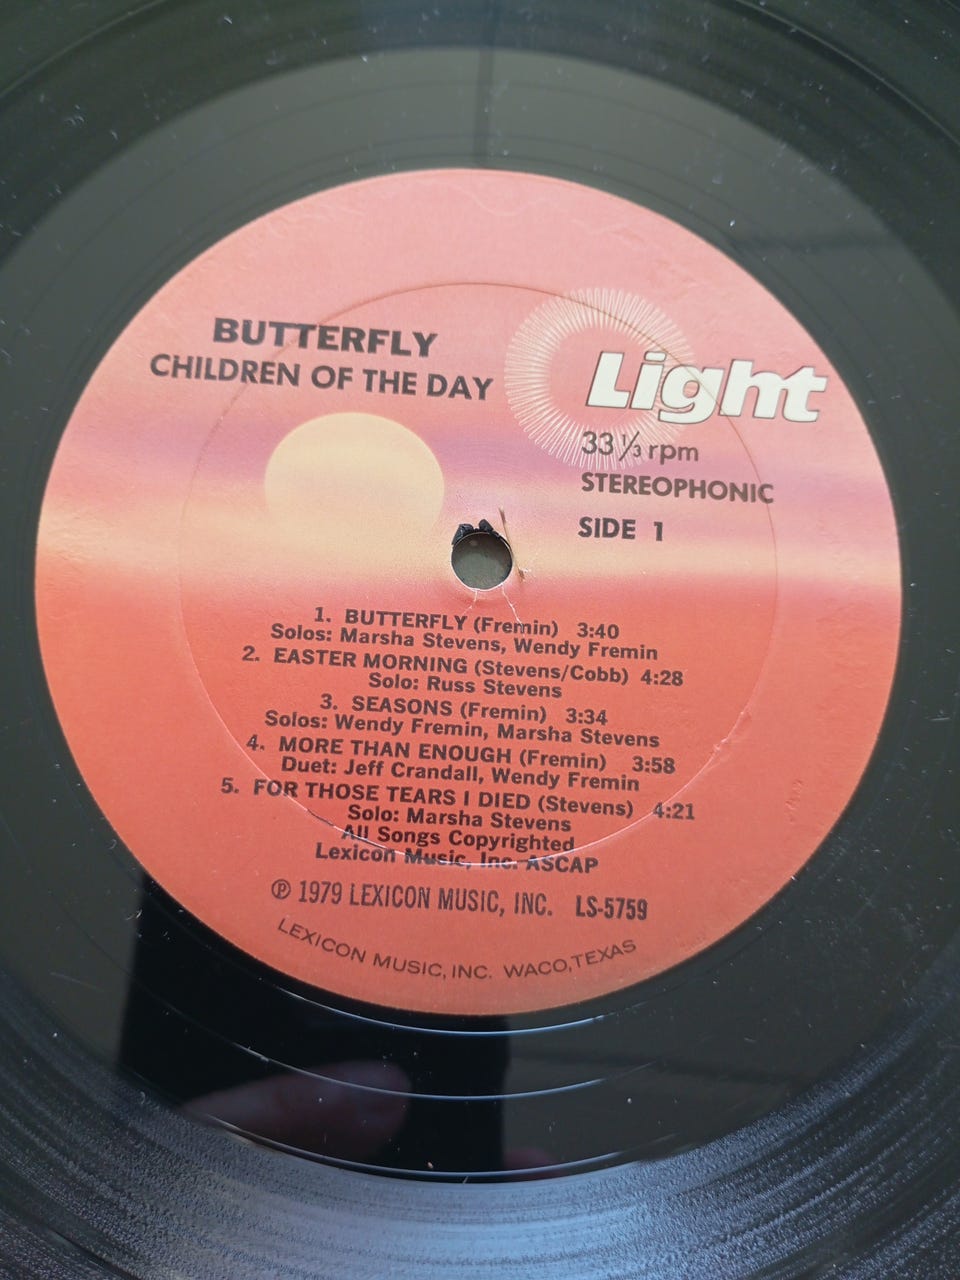 BUTTERFLY
CHILDREN OF THE DAY
Light
33 1/3 rpm
STEREOPHONIC
SIDE 1
1. BUTTERFLY (Fremin) 3:40
Solos: Marsha Stevens, Wendy Fremin
2. EASTER MORNING (Stevens/Cobb) 4:28
Solo: Russ Stevens
3. SEASONS (Fremin) 3:34
Solos: Wendy Fremin, Marsha Stevens
4. MORE THAN ENOUGH (Fremin) 3:58
Duet: Jeff Crandall, Wendy Fremin
5. FOR THOSE TEARS I DIED (Stevens) 4:21
Solo: Marsha Stevens
All Songs Copyrighted
Lexicon Music, Inc. ASCAP
℗ 1979 LEXICON MUSIC, INC. LS-5759
LEXICON MUSIC, INC. WACO, TEXAS